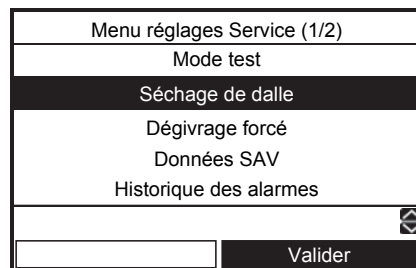 Menu réglages Service (1/2)
Mode test
Séchage de dalle
Dégivrage forcé
Données SAV
Historique des alarmes
Valider